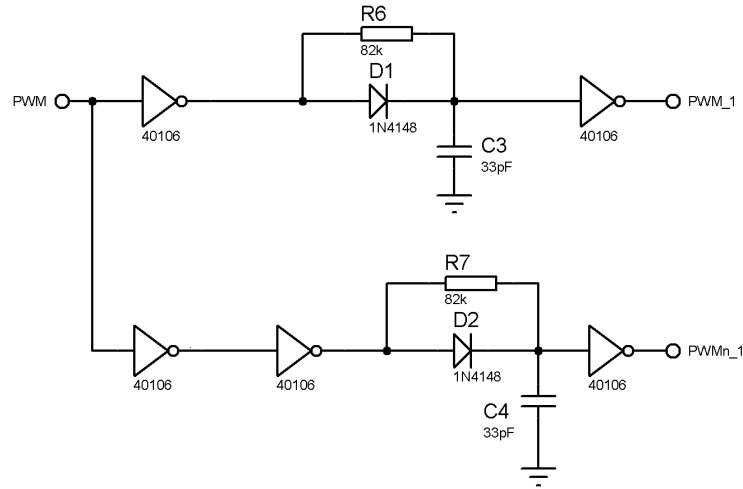 R6
82k
D1
PWM
PWM_1
40106
1N4148
40106
C3
33pF
R7
82k
D2
PWMn_1
40106
40106
1N4148
40106
C4
33pF